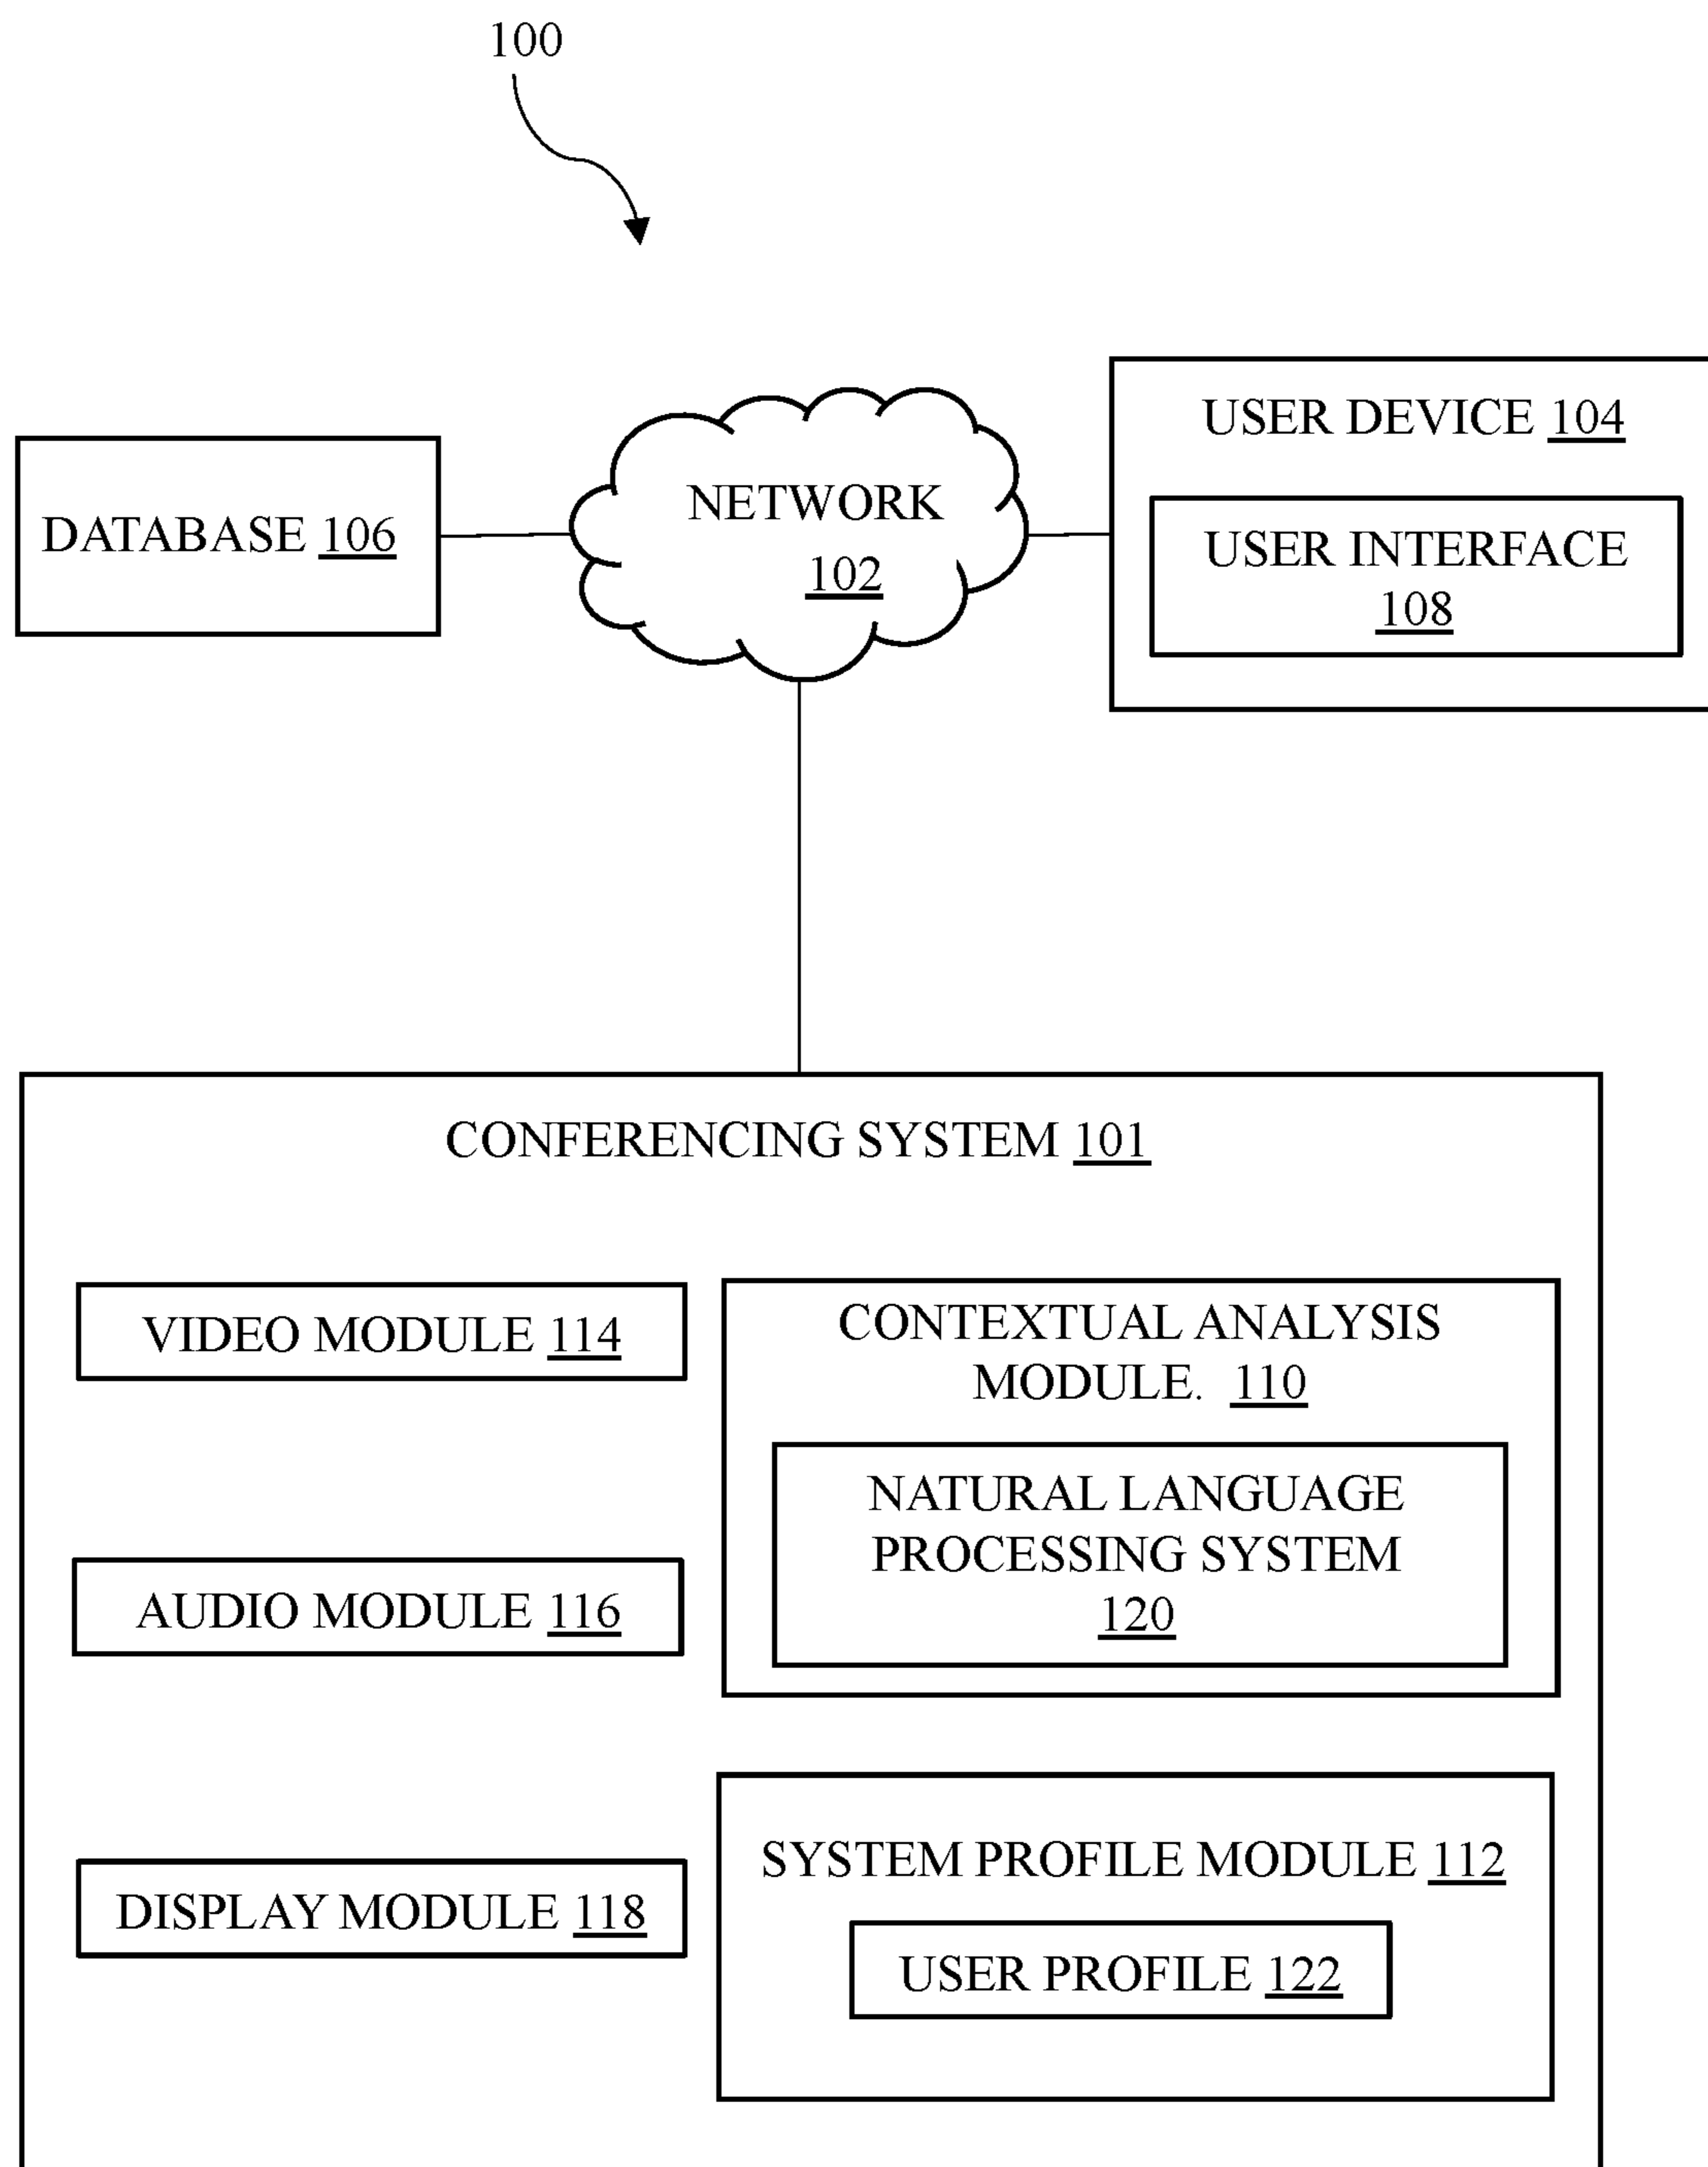 100
DATABASE 106
NETWORK
102
USER DEVICE 104
USER INTERFACE
108
CONFERENCING SYSTEM 101
VIDEO MODULE 114
AUDIO MODULE 116
DISPLAY MODULE 118
CONTEXTUAL ANALYSIS
MODULE. 110
NATURAL LANGUAGE
PROCESSING SYSTEM
120
SYSTEM PROFILE MODULE 112
USER PROFILE 122